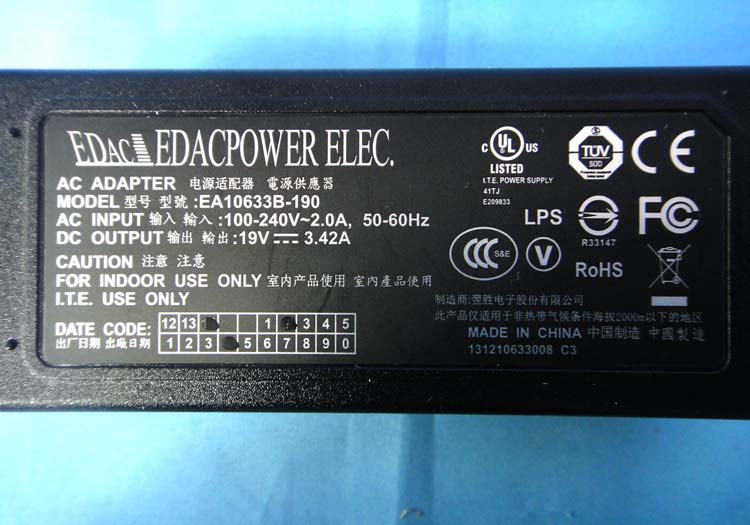 EDAC EDACPOWER ELEC.
AC ADAPTER 电源适配器 電源供應器
MODEL 型号 型號 :EA10633B-190
AC INPUT 输入 輸入 :100-240V~2.0A, 50-60Hz
DC OUTPUT 输出 輸出 :19V⎓3.42A
CAUTION 注意 注意
FOR INDOOR USE ONLY 室内产品使用 室內產品使用
I.T.E. USE ONLY
DATE CODE: 12 13 1 3 4 5
出厂日期 出廠日期 1 2 3 5 6 7 8 9 0
C UL US
LISTED
I.T.E. POWER SUPPLY
41TJ
E209833
TÜV
SÜD
CE
LPS
R33147
FC
CCC S&E
V
RoHS
制造商:翌胜电子股份有限公司
此产品仅适用于非热带气候条件海拔2000m以下的地区
MADE IN CHINA 中国制造 中國製造
131210633008 C3